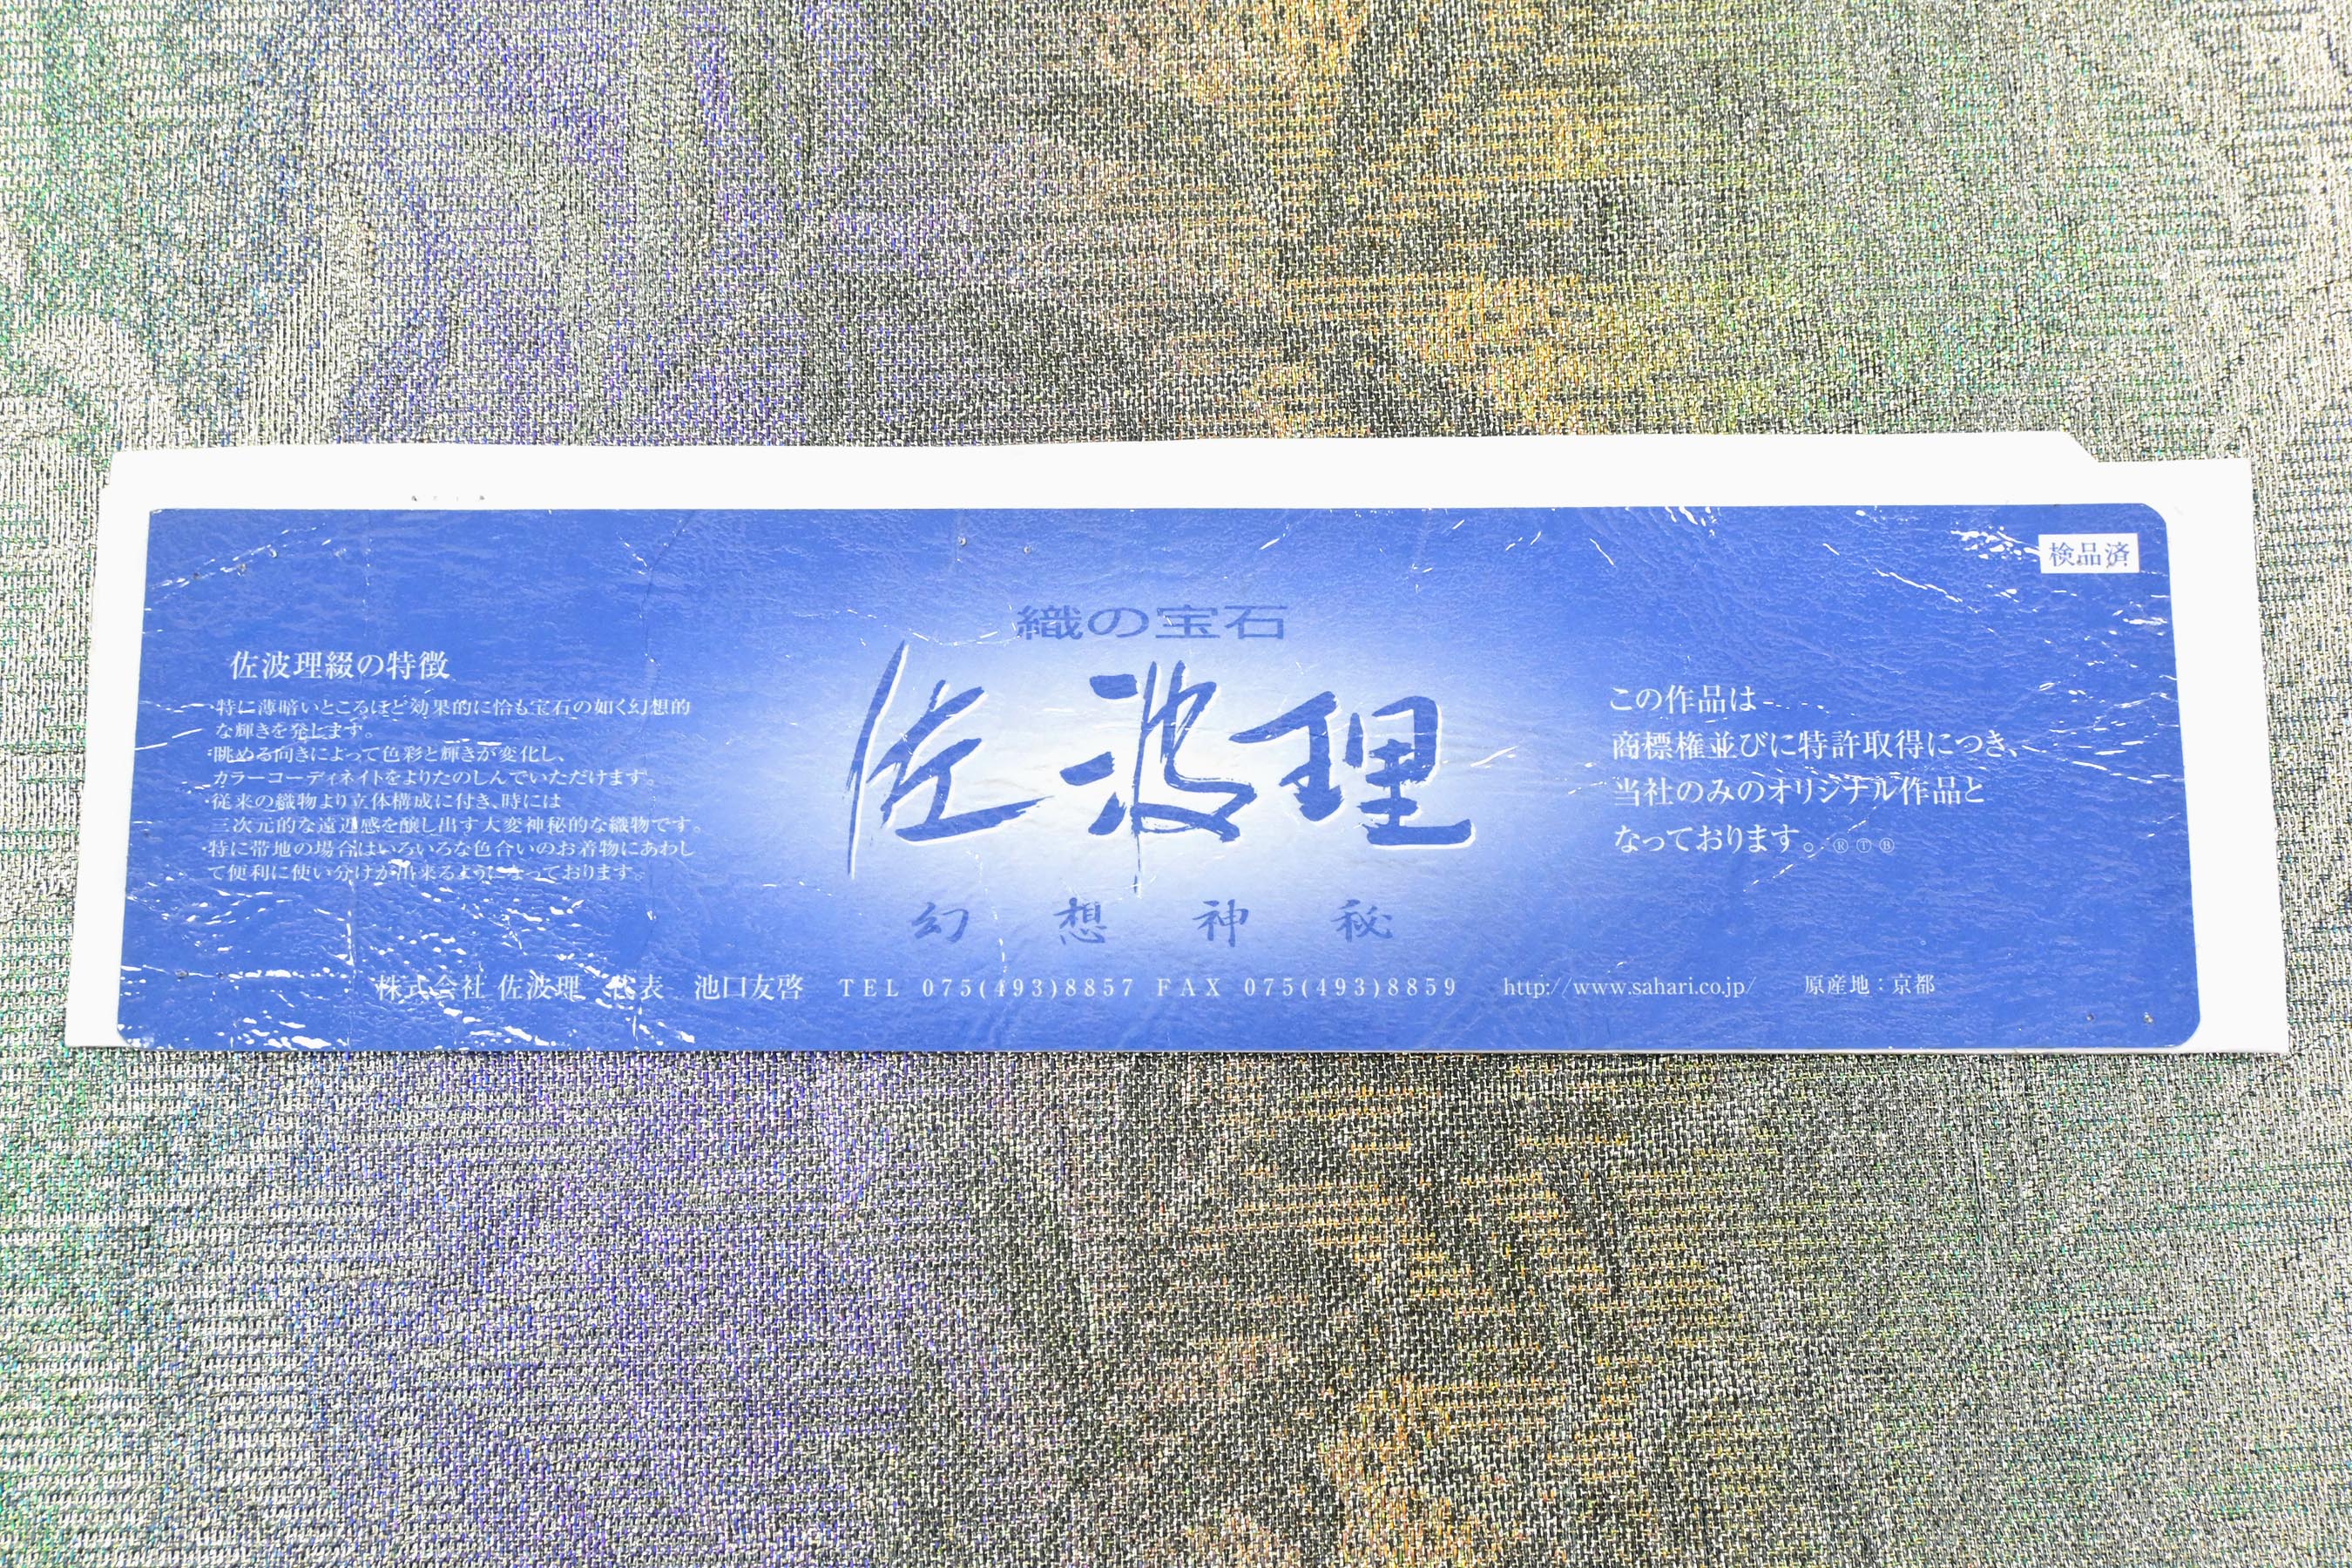 検品済
織の宝石
佐波理
幻想神秘
佐波理綴の特徴
・特に薄暗いところほど効果的に恰も宝石の如く幻想的
な輝きを発します。
・眺める向きによって色彩と輝きが変化し、
カラーコーディネイトをよりたのしんでいただけます。
・従来の織物より立体構成に付き、時には
三次元的な遠近感を醸し出す大変神秘的な織物です。
・特に帯地の場合はいろいろな色合いのお着物にあわし
て便利に使い分けが出来るようになっております。
この作品は
商標権並びに特許取得につき、
当社のみのオリジナル作品と
なっております。ⓇⓉⒷ
株式会社 佐波理 代表 池口友啓 TEL 075(493)8857 FAX 075(493)8859 http://www.sahari.co.jp/ 原産地：京都